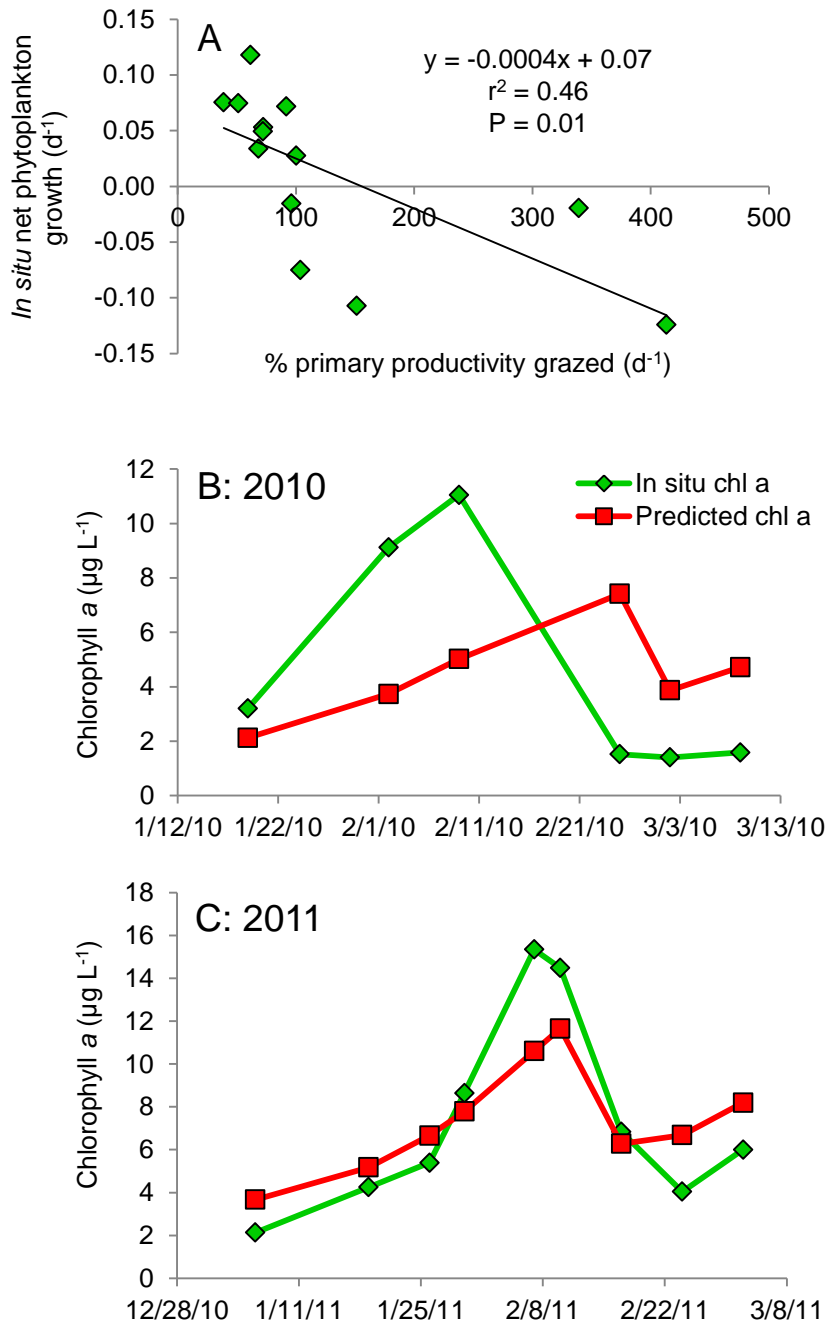 A
y = -0.0004x + 0.07
r² = 0.46
P = 0.01
In situ net phytoplankton
growth (d⁻¹)
0.15
0.10
0.05
0.00
-0.05
-0.10
-0.15
0 100 200 300 400 500
% primary productivity grazed (d⁻¹)
B: 2010
In situ chl a
Predicted chl a
Chlorophyll a (µg L⁻¹)
12
10
8
6
4
2
0
1/12/10 1/22/10 2/1/10 2/11/10 2/21/10 3/3/10 3/13/10
C: 2011
Chlorophyll a (µg L⁻¹)
18
16
14
12
10
8
6
4
2
0
12/28/10 1/11/11 1/25/11 2/8/11 2/22/11 3/8/11